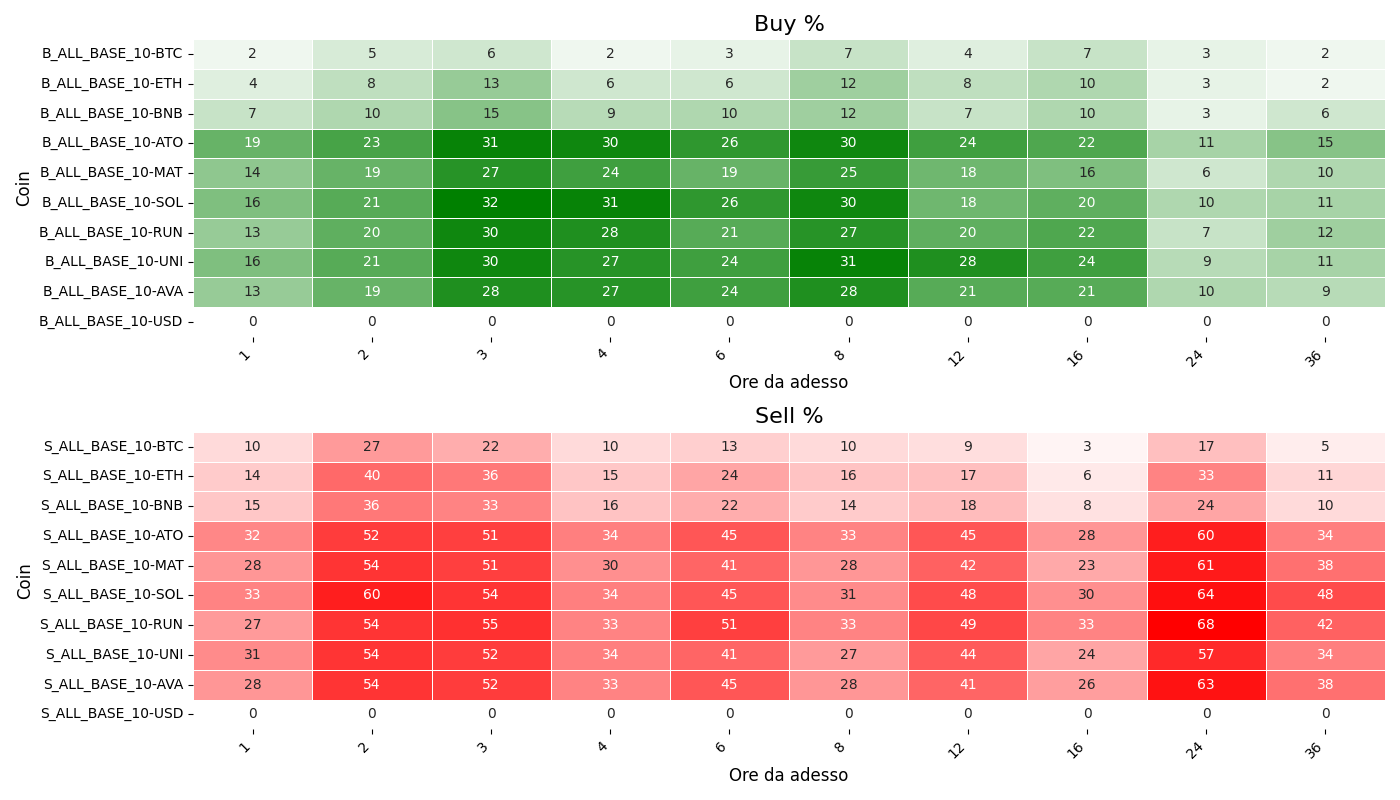 Buy %
Coin
B_ALL_BASE_10-BTC 2 5 6 2 3 7 4 7 3 2
B_ALL_BASE_10-ETH 4 8 13 6 6 12 8 10 3 2
B_ALL_BASE_10-BNB 7 10 15 9 10 12 7 10 3 6
B_ALL_BASE_10-ATO 19 23 31 30 26 30 24 22 11 15
B_ALL_BASE_10-MAT 14 19 27 24 19 25 18 16 6 10
B_ALL_BASE_10-SOL 16 21 32 31 26 30 18 20 10 11
B_ALL_BASE_10-RUN 13 20 30 28 21 27 20 22 7 12
B_ALL_BASE_10-UNI 16 21 30 27 24 31 28 24 9 11
B_ALL_BASE_10-AVA 13 19 28 27 24 28 21 21 10 9
B_ALL_BASE_10-USD 0 0 0 0 0 0 0 0 0 0
1 2 3 4 6 8 12 16 24 36
Ore da adesso
Sell %
Coin
S_ALL_BASE_10-BTC 10 27 22 10 13 10 9 3 17 5
S_ALL_BASE_10-ETH 14 40 36 15 24 16 17 6 33 11
S_ALL_BASE_10-BNB 15 36 33 16 22 14 18 8 24 10
S_ALL_BASE_10-ATO 32 52 51 34 45 33 45 28 60 34
S_ALL_BASE_10-MAT 28 54 51 30 41 28 42 23 61 38
S_ALL_BASE_10-SOL 33 60 54 34 45 31 48 30 64 48
S_ALL_BASE_10-RUN 27 54 55 33 51 33 49 33 68 42
S_ALL_BASE_10-UNI 31 54 52 34 41 27 44 24 57 34
S_ALL_BASE_10-AVA 28 54 52 33 45 28 41 26 63 38
S_ALL_BASE_10-USD 0 0 0 0 0 0 0 0 0 0
1 2 3 4 6 8 12 16 24 36
Ore da adesso